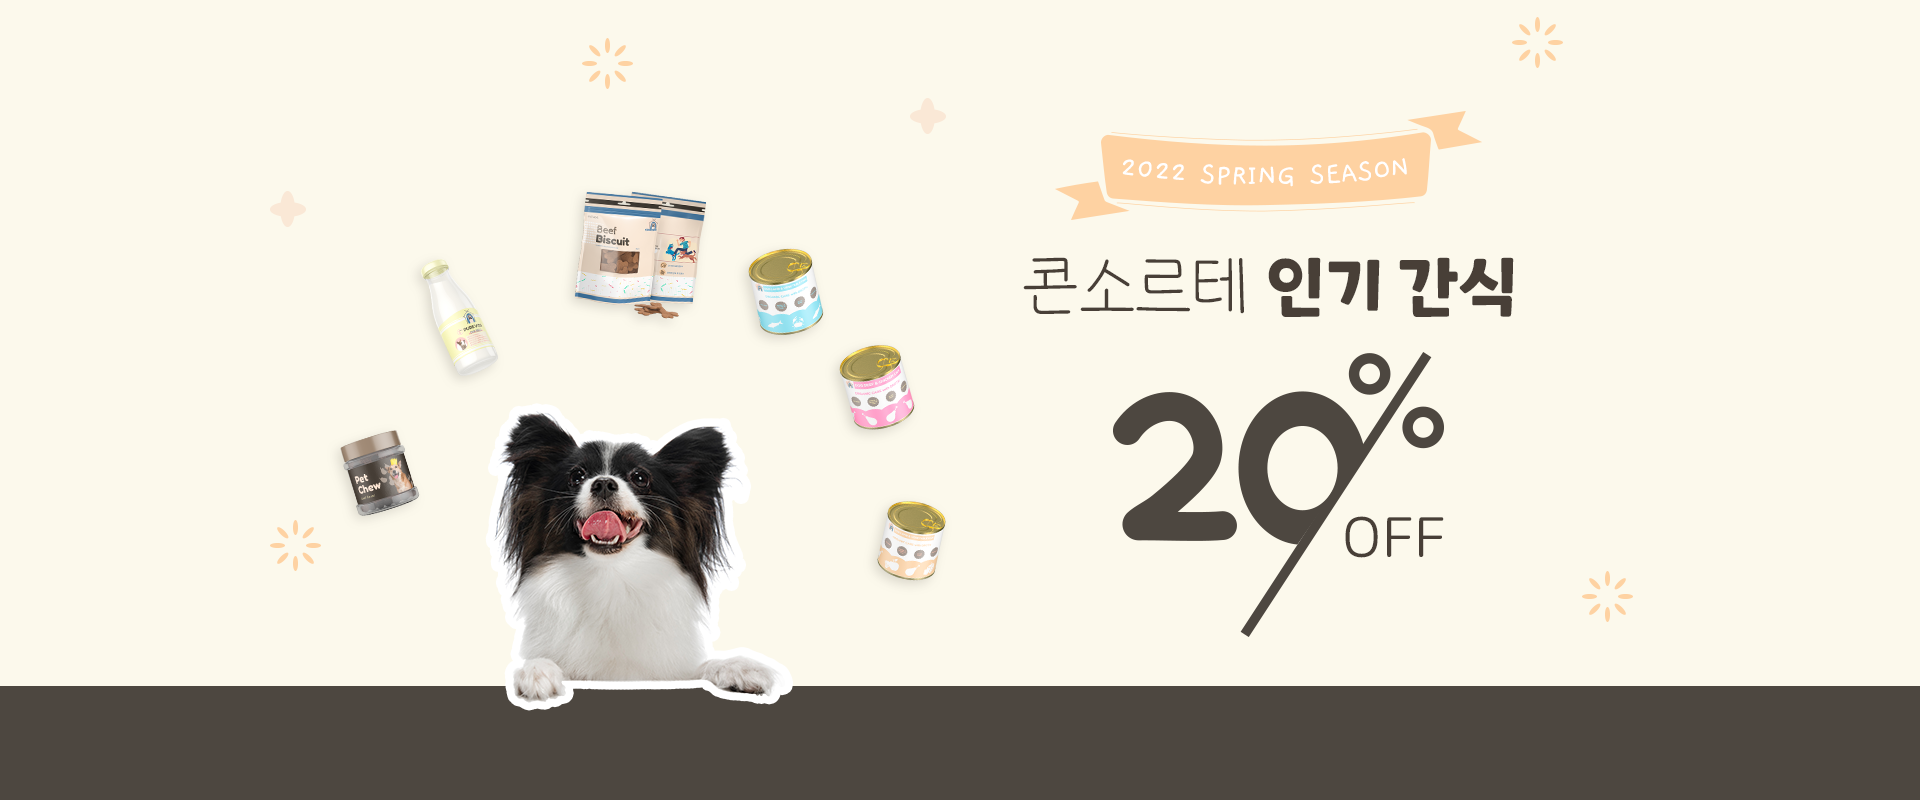 2022 SPRING SEASON
콘소르테 인기 간식
20%
OFF
Beef
Biscuit
Pet
Chew